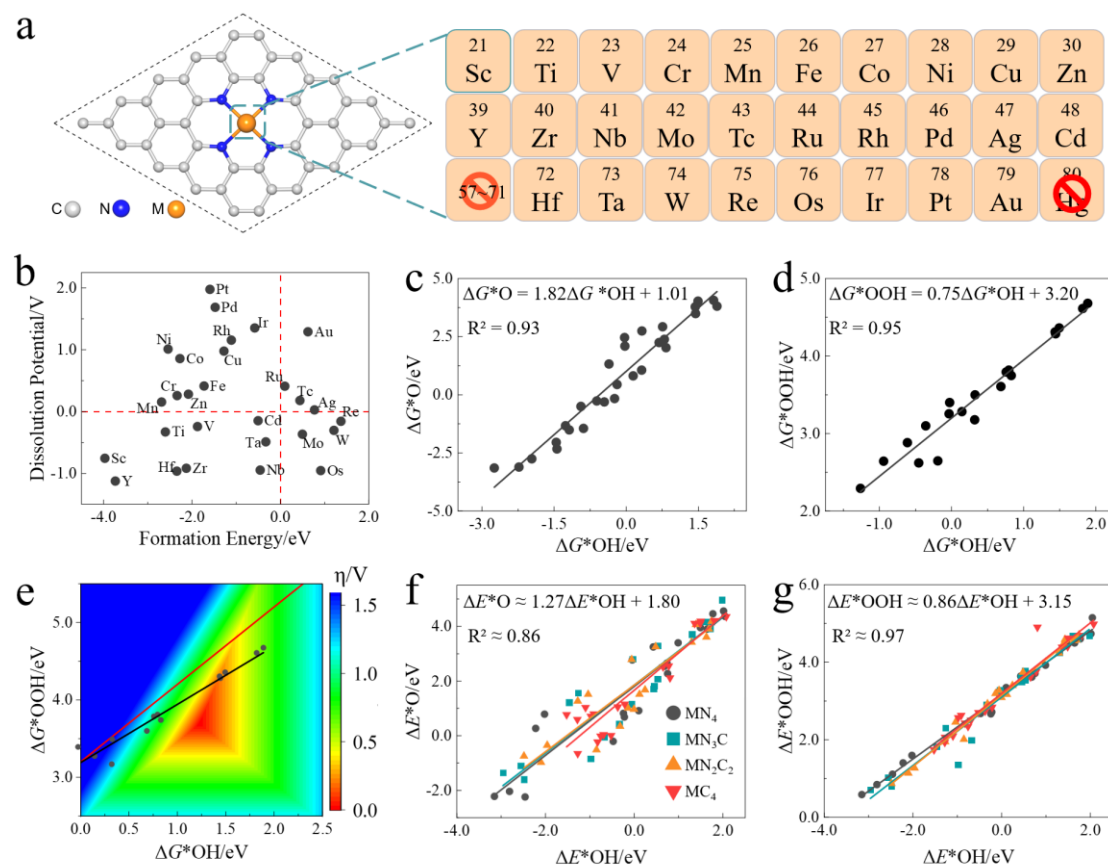 a
C N M
21 22 23 24 25 26 27 28 29 30
Sc Ti V Cr Mn Fe Co Ni Cu Zn
39 40 41 42 43 44 45 46 47 48
Y Zr Nb Mo Tc Ru Rh Pd Ag Cd
57~71 72 73 74 75 76 77 78 79 80
Hf Ta W Re Os Ir Pt Au Hg
b
Dissolution Potential/V
2.0
1.0
0.0
-1.0
Pt
Pd
Ir
Rh
Au
Ni
Co
Cu
Cr
Fe
Ru
Tc
Mn
Zn
Ag
Re
Ti
V
Cd
Ta
Mo
W
Sc
Hf
Zr
Nb
Os
Y
-4.0 -2.0 0.0 2.0
Formation Energy/eV
c
ΔG*O = 1.82ΔG *OH + 1.01
R² = 0.93
ΔG*O/eV
5.0
2.5
0.0
-2.5
-5.0
-3.0 -1.5 0.0 1.5
ΔG*OH/eV
d
ΔG*OOH = 0.75ΔG*OH + 3.20
R² = 0.95
ΔG*OOH/eV
5.0
4.0
3.0
2.0
-1.0 0.0 1.0 2.0
ΔG*OH/eV
e
ΔG*OOH/eV
5.0
4.0
3.0
0.0 0.5 1.0 1.5 2.0 2.5
ΔG*OH/eV
η/V
1.5
1.0
0.5
0.0
f
ΔE*O ≈ 1.27ΔE*OH + 1.80
R² ≈ 0.86
ΔE*O/eV
4.0
2.0
0.0
-2.0
MN₄
MN₃C
MN₂C₂
MC₄
-4.0 -2.0 0.0 2.0
ΔE*OH/eV
g
ΔE*OOH ≈ 0.86ΔE*OH + 3.15
R² ≈ 0.97
ΔE*OOH/eV
6.0
4.0
2.0
0.0
-4.0 -2.0 0.0 2.0
ΔE*OH/eV